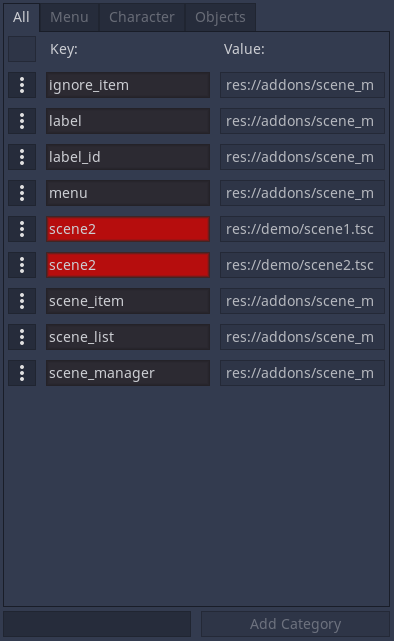 All Menu Character Objects
Key: Value:
ignore_item res://addons/scene_m
label res://addons/scene_m
label_id res://addons/scene_m
menu res://addons/scene_m
scene2 res://demo/scene1.tsc
scene2 res://demo/scene2.tsc
scene_item res://addons/scene_m
scene_list res://addons/scene_m
scene_manager res://addons/scene_m
Add Category